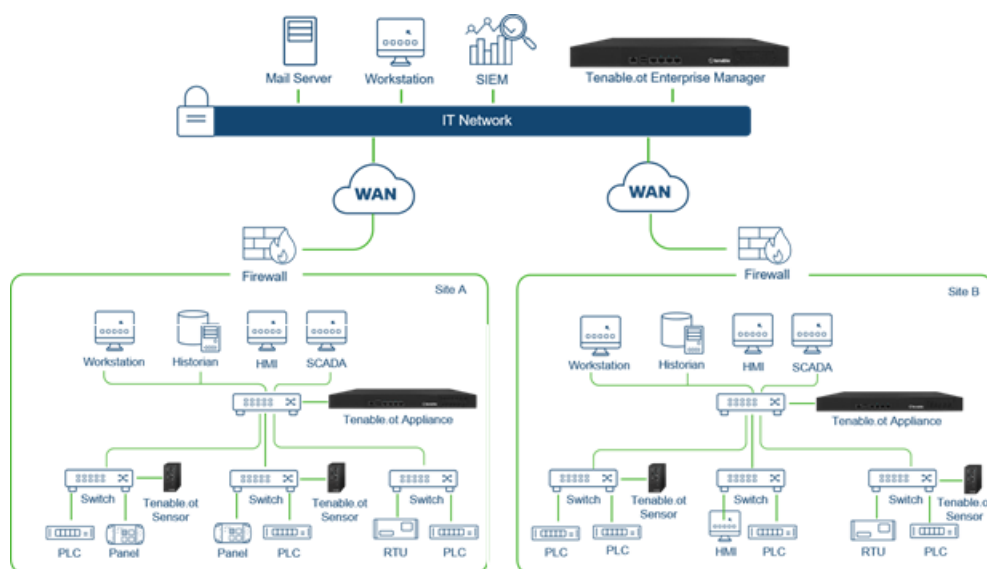 Mail Server
Workstation
SIEM
Tenable.ot Enterprise Manager
IT Network
WAN
WAN
Firewall
Firewall
Site A
Site B
Workstation
Historian
HMI
SCADA
Workstation
Historian
HMI
SCADA
Tenable.ot Appliance
Tenable.ot Appliance
Switch
Tenable.ot
Sensor
Switch
Tenable.ot
Sensor
Switch
Switch
Tenable.ot
Sensor
Switch
Switch
Tenable.ot
Sensor
PLC
Panel
Panel
PLC
RTU
PLC
PLC
PLC
HMI
PLC
RTU
PLC